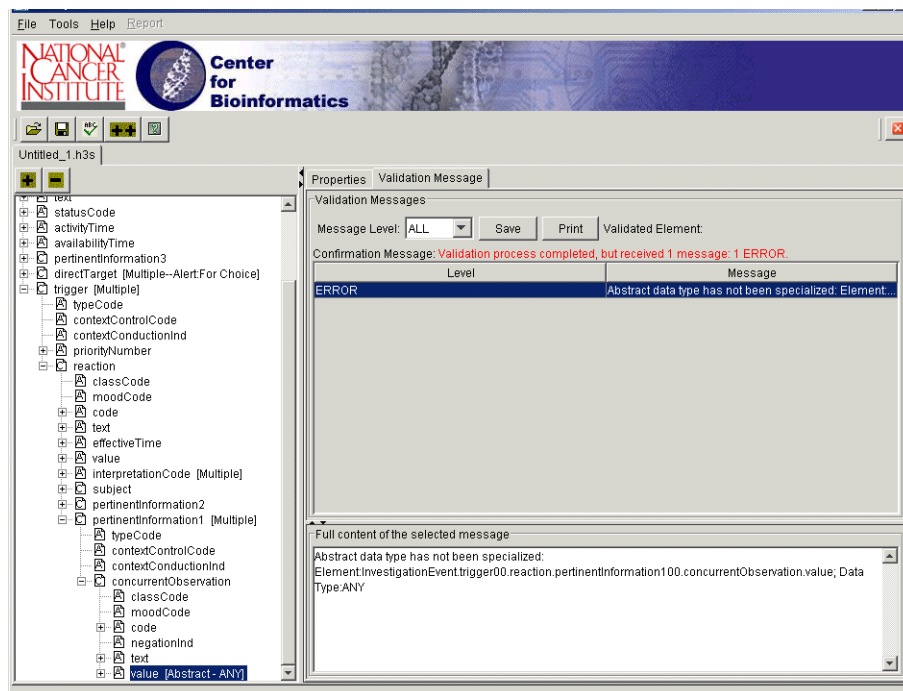 File Tools Help Report
NATIONAL
CANCER
INSTITUTE
Center
for
Bioinformatics
ABC
Untitled_1.h3s
text
statusCode
activityTime
availabilityTime
pertinentInformation3
directTarget [Multiple--Alert:For Choice]
trigger [Multiple]
typeCode
contextControlCode
contextConductionInd
priorityNumber
reaction
classCode
moodCode
code
text
effectiveTime
value
interpretationCode [Multiple]
subject
pertinentInformation2
pertinentInformation1 [Multiple]
typeCode
contextControlCode
contextConductionInd
concurrentObservation
classCode
moodCode
code
negationInd
text
value [Abstract - ANY]
Properties Validation Message
Validation Messages
Message Level: ALL Save Print Validated Element:
Confirmation Message: Validation process completed, but received 1 message: 1 ERROR.
Level Message
ERROR Abstract data type has not been specialized: Element:...
Full content of the selected message
Abstract data type has not been specialized:
Element:InvestigationEvent.trigger00.reaction.pertinentInformation100.concurrentObservation.value; Data
Type:ANY